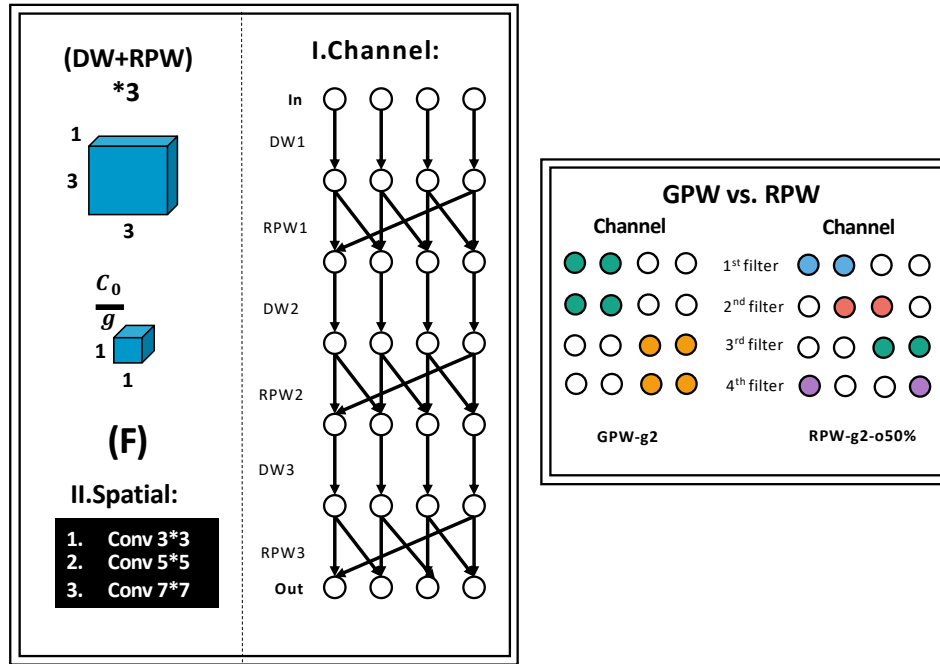 (DW+RPW)
*3
1
3
3
C₀
g
1
1
(F)
II.Spatial:
1. Conv 3*3
2. Conv 5*5
3. Conv 7*7
I.Channel:
In
DW1
RPW1
DW2
RPW2
DW3
RPW3
Out
GPW vs. RPW
Channel Channel
1st filter
2nd filter
3rd filter
4th filter
GPW-g2 RPW-g2-o50%